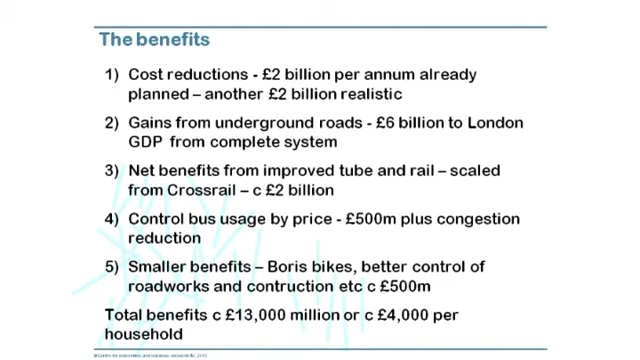 The benefits
1) Cost reductions - £2 billion per annum already
planned – another £2 billion realistic
2) Gains from underground roads - £6 billion to London
GDP from complete system
3) Net benefits from improved tube and rail – scaled
from Crossrail – c £2 billion
4) Control bus usage by price - £500m plus congestion
reduction
5) Smaller benefits – Boris bikes, better control of
roadworks and contruction etc c £500m
Total benefits c £13,000 million or c £4,000 per
household